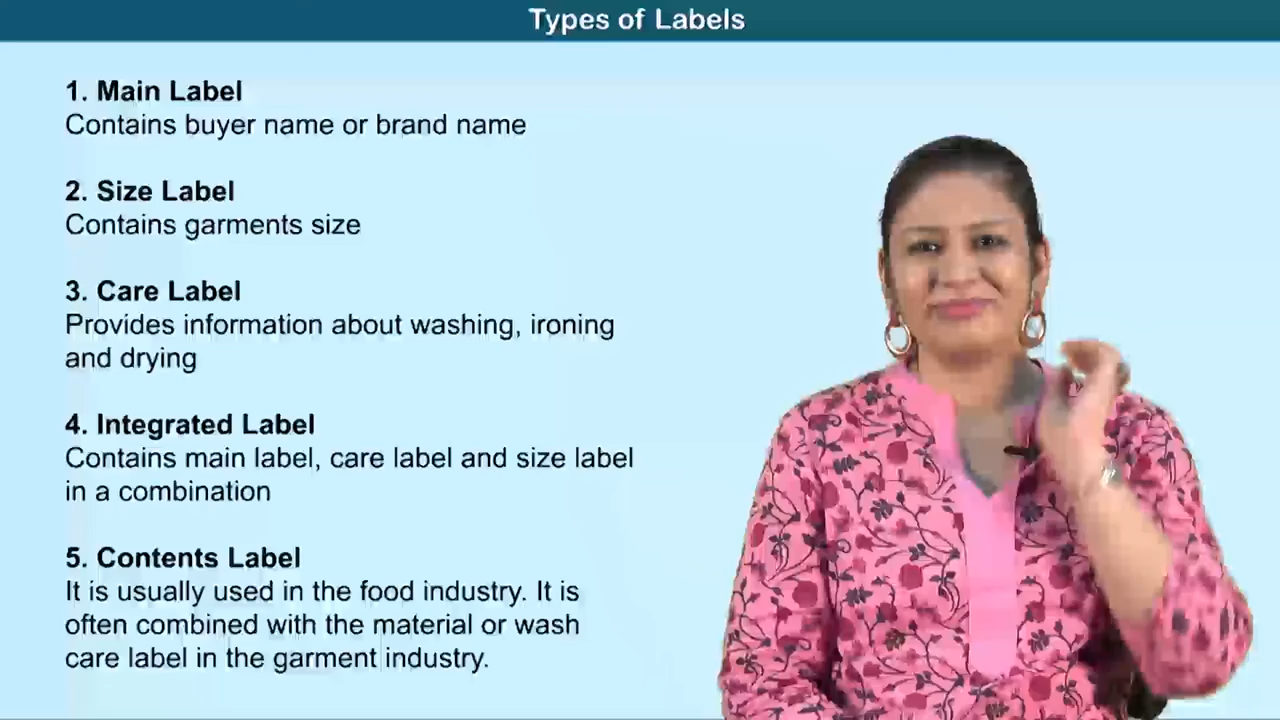 Types of Labels
1. Main Label
Contains buyer name or brand name
2. Size Label
Contains garments size
3. Care Label
Provides information about washing, ironing
and drying
4. Integrated Label
Contains main label, care label and size label
in a combination
5. Contents Label
It is usually used in the food industry. It is
often combined with the material or wash
care label in the garment industry.